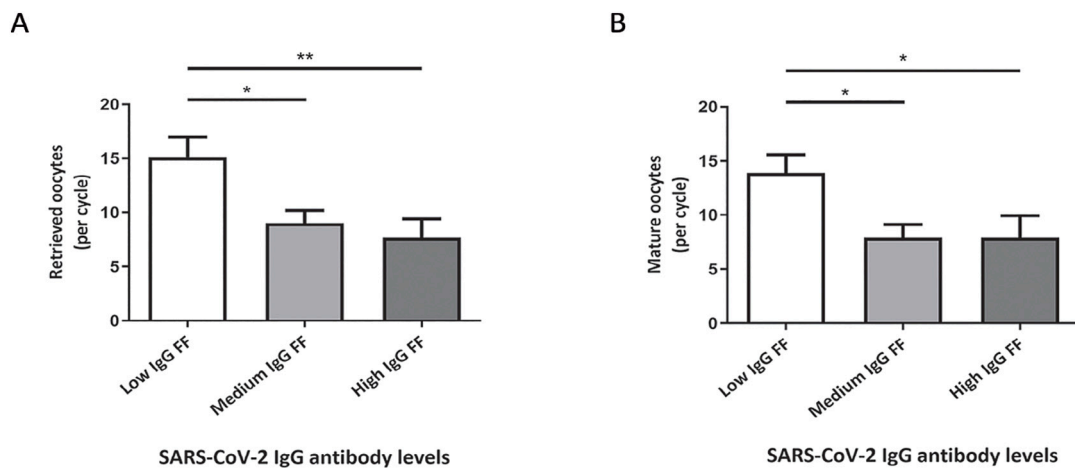 A
**
*
20
15
10
5
0
Retrieved oocytes
(per cycle)
Low IgG FF
Medium IgG FF
High IgG FF
SARS-CoV-2 IgG antibody levels
B
*
*
20
15
10
5
0
Mature oocytes
(per cycle)
Low IgG FF
Medium IgG FF
High IgG FF
SARS-CoV-2 IgG antibody levels